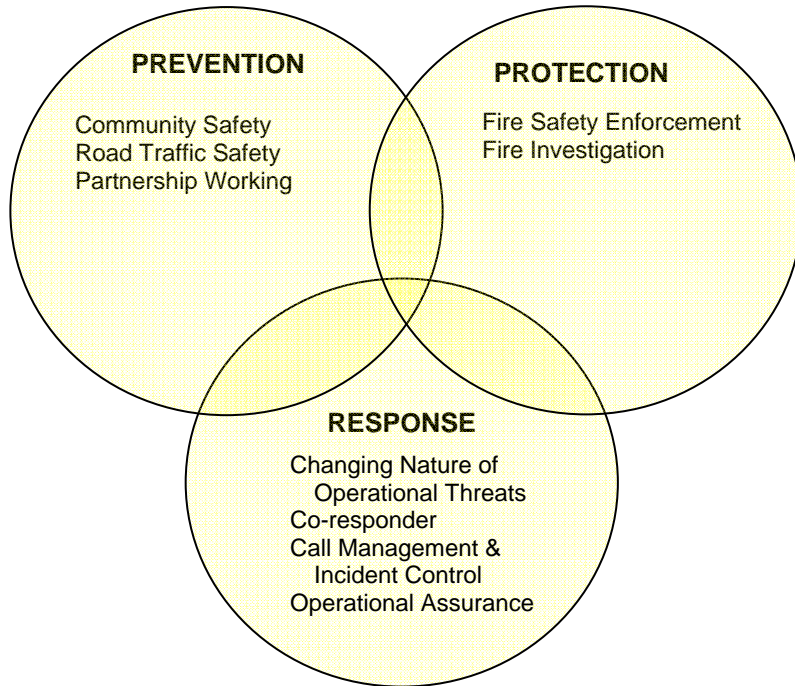 PREVENTION
Community Safety
Road Traffic Safety
Partnership Working
PROTECTION
Fire Safety Enforcement
Fire Investigation
RESPONSE
Changing Nature of
Operational Threats
Co-responder
Call Management &
Incident Control
Operational Assurance